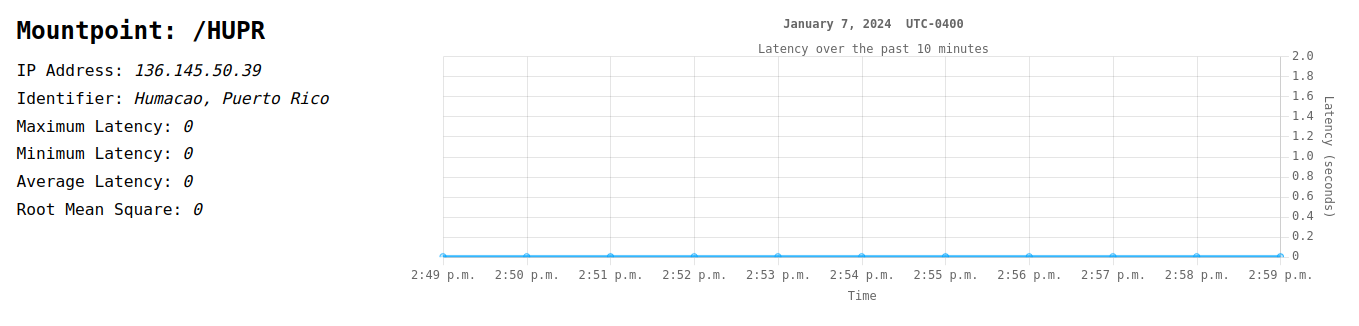 Mountpoint: /HUPR
IP Address: 136.145.50.39
Identifier: Humacao, Puerto Rico
Maximum Latency: 0
Minimum Latency: 0
Average Latency: 0
Root Mean Square: 0
January 7, 2024  UTC-0400
Latency over the past 10 minutes
2.0
1.8
1.6
1.4
1.2
1.0
0.8
0.6
0.4
0.2
0
Latency (seconds)
2:49 p.m. 2:50 p.m. 2:51 p.m. 2:52 p.m. 2:53 p.m. 2:54 p.m. 2:55 p.m. 2:56 p.m. 2:57 p.m. 2:58 p.m. 2:59 p.m.
Time